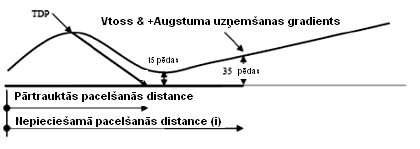 TDP
Vtoss & +Augstuma uzņemšanas gradients
15 pēdas
35 pēdas
Pārtrauktās pacelšanās distance
Nepieciešamā pacelšanās distance (i)